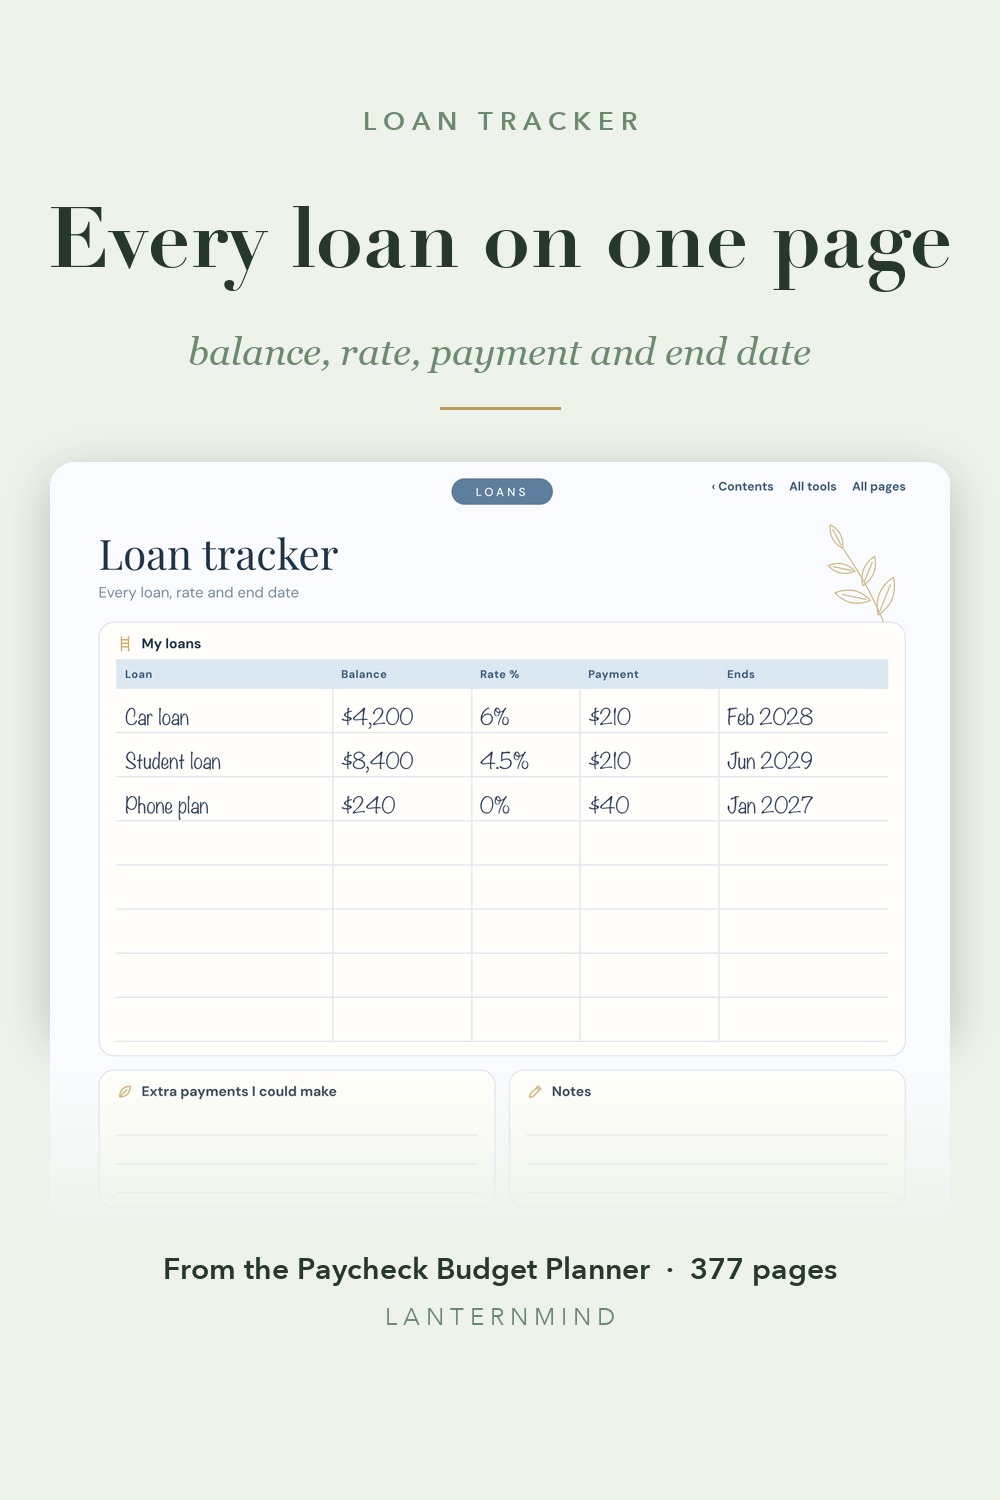 LOAN TRACKER
Every loan on one page
balance, rate, payment and end date
LOANS
‹ Contents All tools All pages
Loan tracker
Every loan, rate and end date
My loans
Loan Balance Rate % Payment Ends
Car loan $4,200 6% $210 Feb 2028
Student loan $8,400 4.5% $210 Jun 2029
Phone plan $240 0% $40 Jan 2027
Extra payments I could make Notes
From the Paycheck Budget Planner · 377 pages
LANTERNMIND